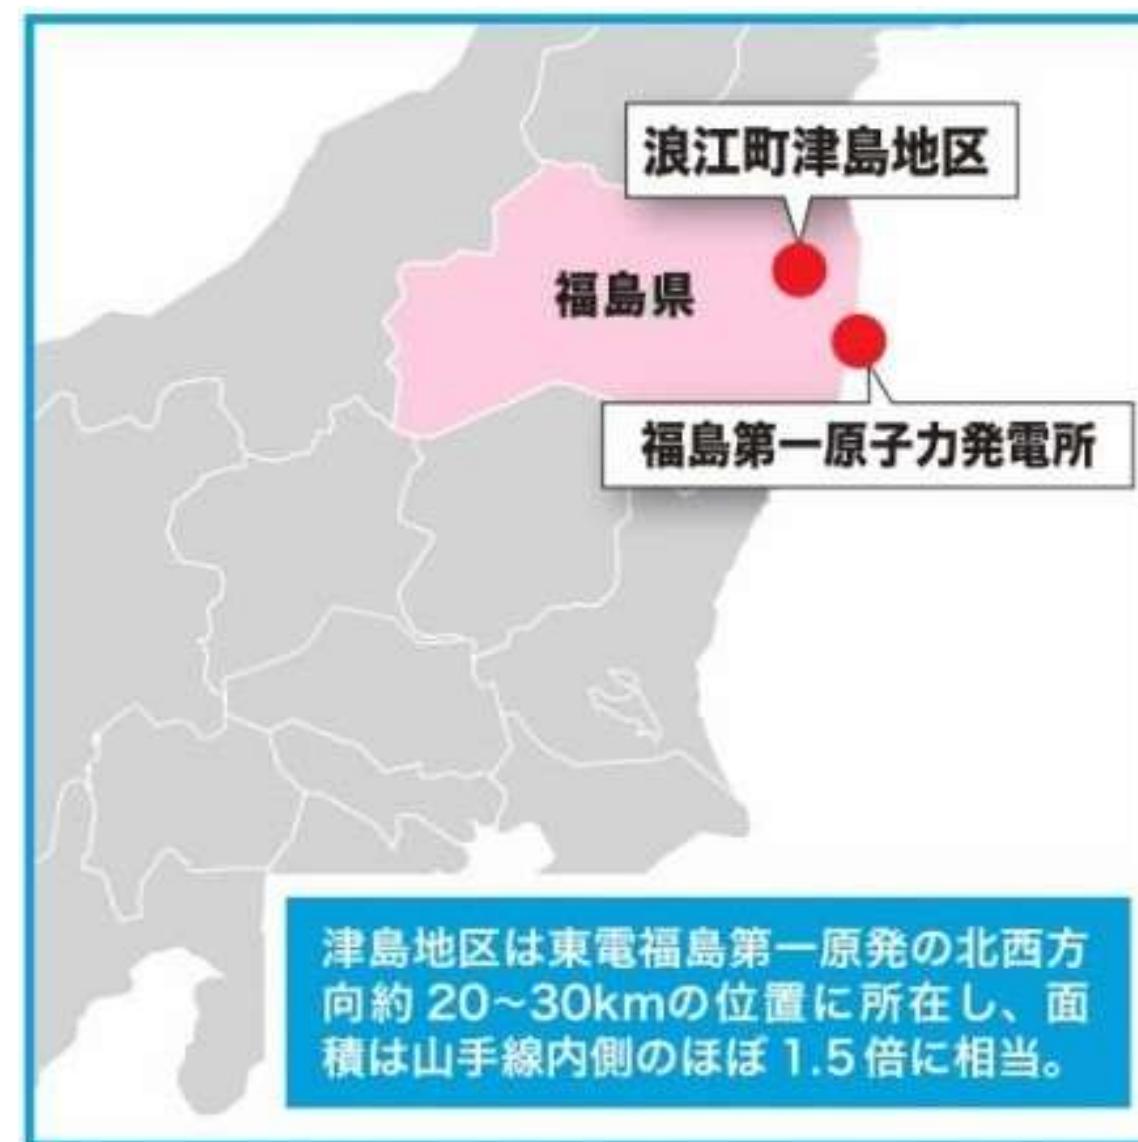 浪江町津島地区
福島県
福島第一原子力発電所
津島地区は東電福島第一原発の北西方
向約20~30kmの位置に所在し、面
積は山手線内側のほぼ1.5倍に相当。